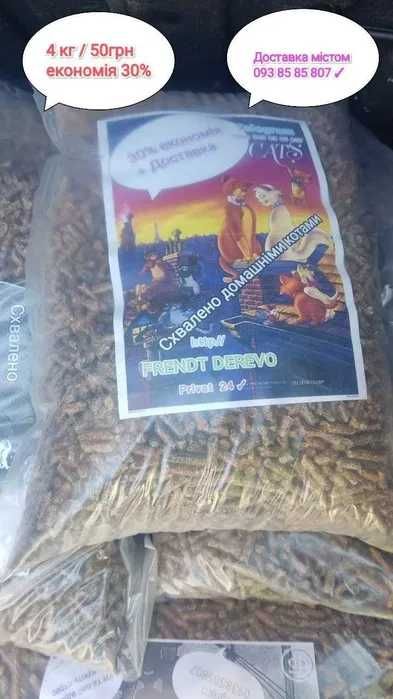 4 кг / 50грн
економія 30%
Доставка містом
093 85 85 807 ✓
30% економія
+ Доставка
Схвалено домашніми котами
http://
FRENDT DEREVO
Privat 24 ✓
Схвалено